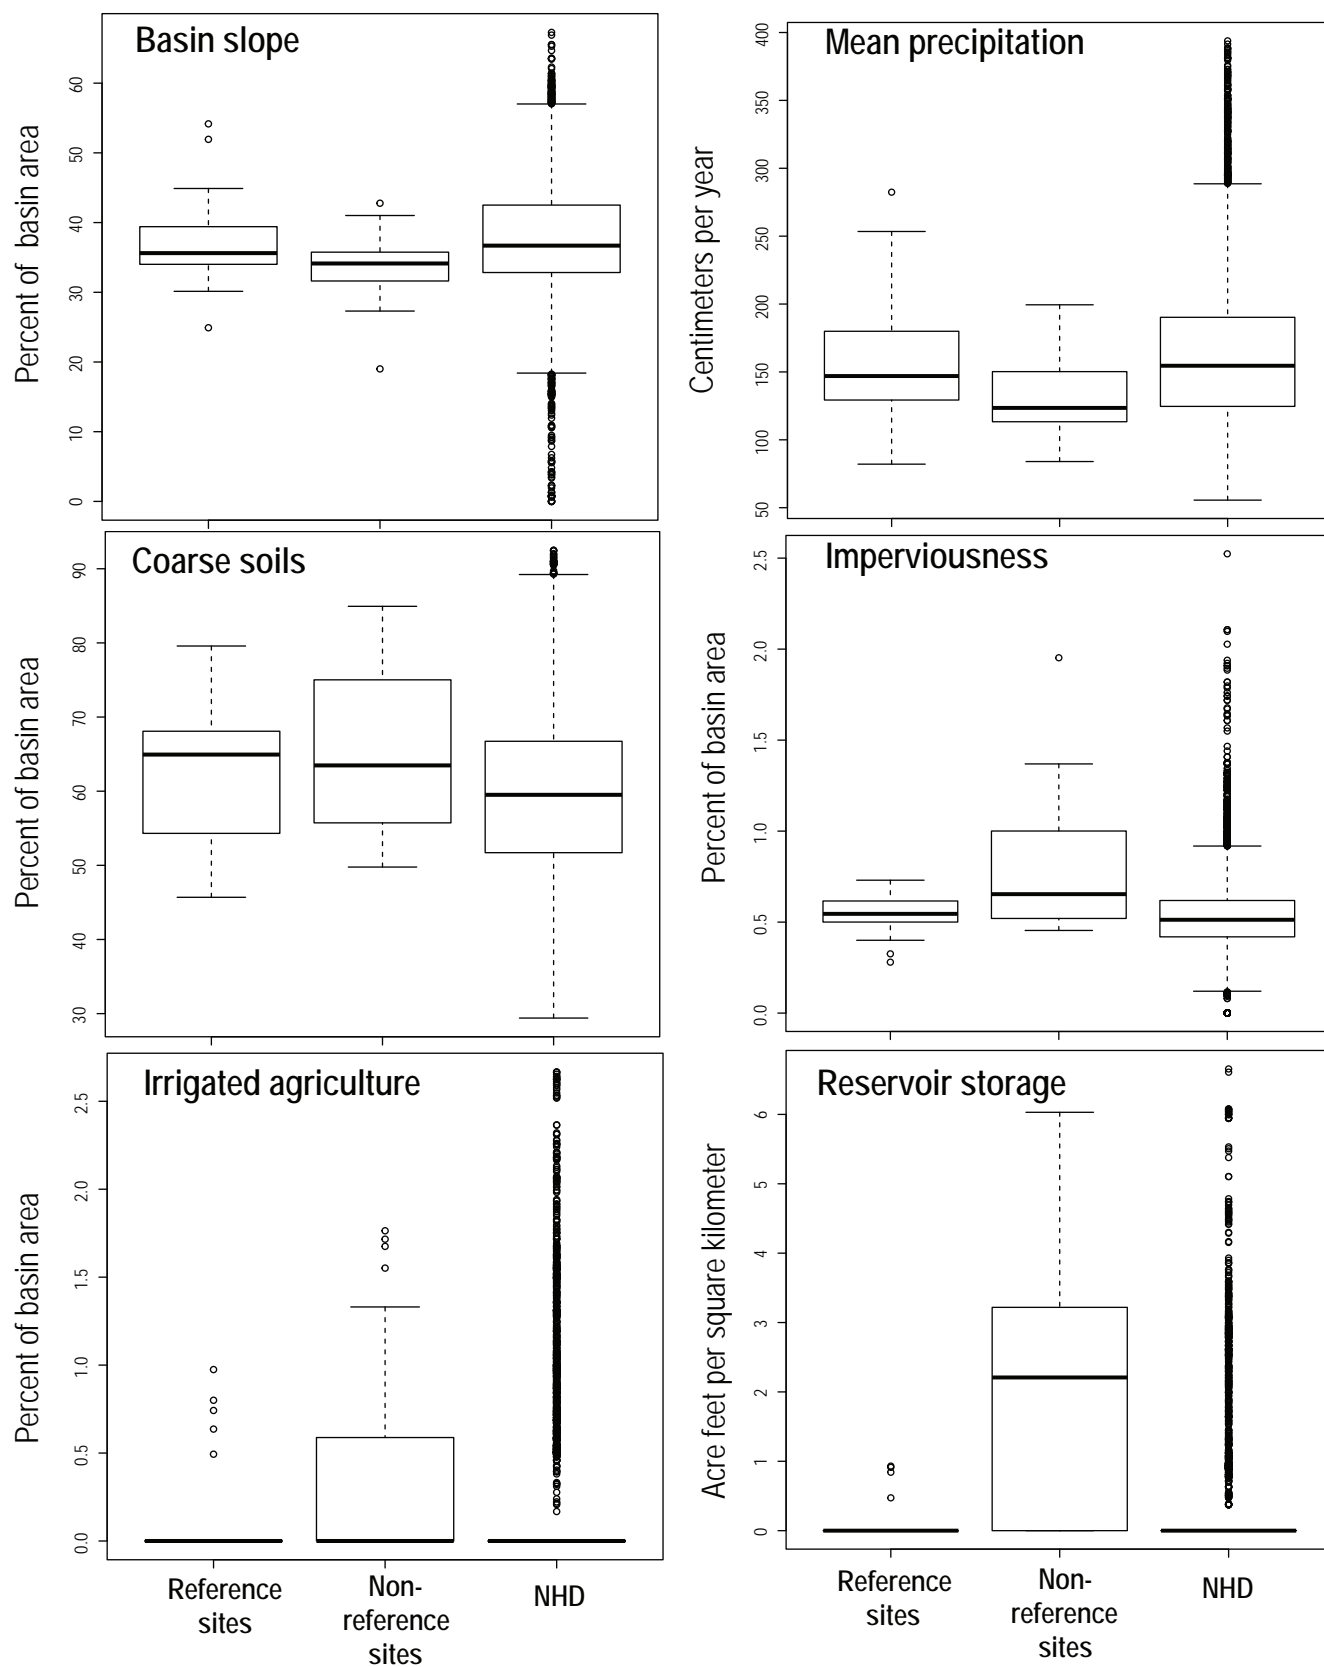 Basin slope
Percent of basin area
60
50
40
30
20
10
0
Mean precipitation
Centimeters per year
400
350
300
250
200
150
100
50
Coarse soils
Percent of basin area
90
80
70
60
50
40
30
Imperviousness
Percent of basin area
2.5
2.0
1.5
1.0
0.5
0.0
Irrigated agriculture
Percent of basin area
2.5
2.0
1.5
1.0
0.5
0.0
Reference
sites
Non-
reference
sites
NHD
Reservoir storage
Acre feet per square kilometer
6
5
4
3
2
1
0
Reference
sites
Non-
reference
sites
NHD